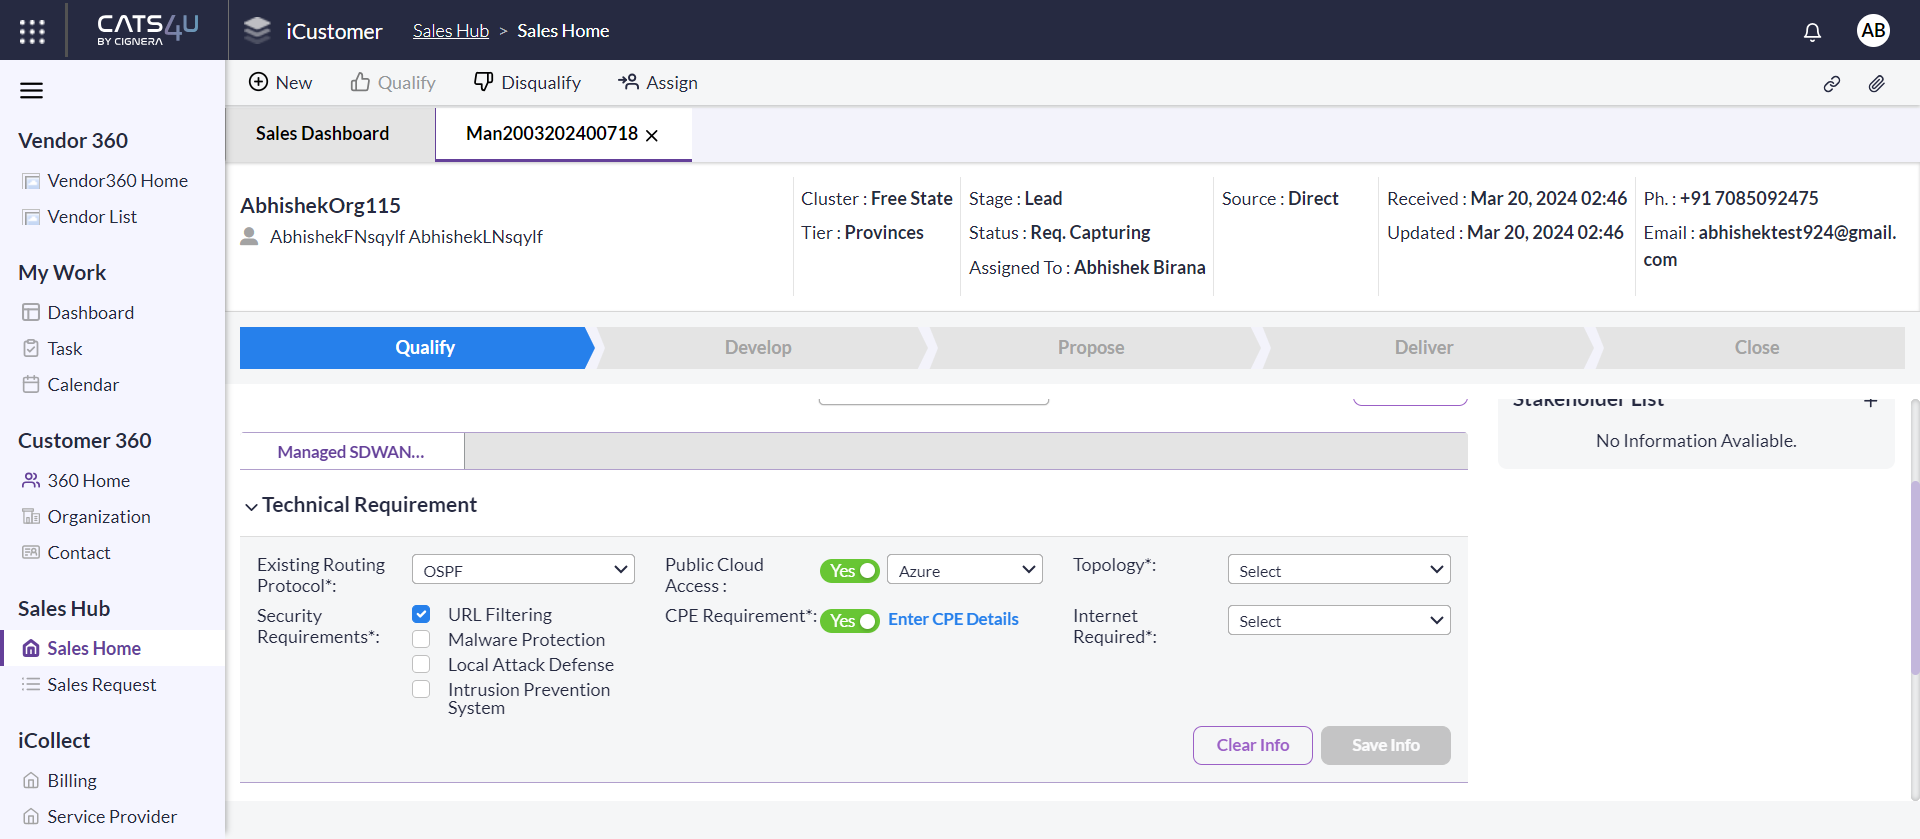 CATS4U
BY CIGNERA
iCustomer
Sales Hub > Sales Home
AB
New
Qualify
Disqualify
Assign
Sales Dashboard
Man2003202400718
Vendor 360
Vendor360 Home
Vendor List
My Work
Dashboard
Task
Calendar
Customer 360
360 Home
Organization
Contact
Sales Hub
Sales Home
Sales Request
iCollect
Billing
Service Provider
AbhishekOrg115
AbhishekFNsqylf AbhishekLNsqylf
Cluster : Free State
Tier : Provinces
Stage : Lead
Status : Req. Capturing
Assigned To : Abhishek Birana
Source : Direct
Received : Mar 20, 2024 02:46
Updated : Mar 20, 2024 02:46
Ph. : +91 7085092475
Email : abhishektest924@gmail.
com
Qualify
Develop
Propose
Deliver
Close
Stakeholder List
No Information Avaliable.
Managed SDWAN...
Technical Requirement
Existing Routing
Protocol*:
OSPF
Public Cloud
Access :
Yes
Azure
Topology*:
Select
Security
Requirements*:
URL Filtering
Malware Protection
Local Attack Defense
Intrusion Prevention
System
CPE Requirement*:
Yes
Enter CPE Details
Internet
Required*:
Select
Clear Info
Save Info